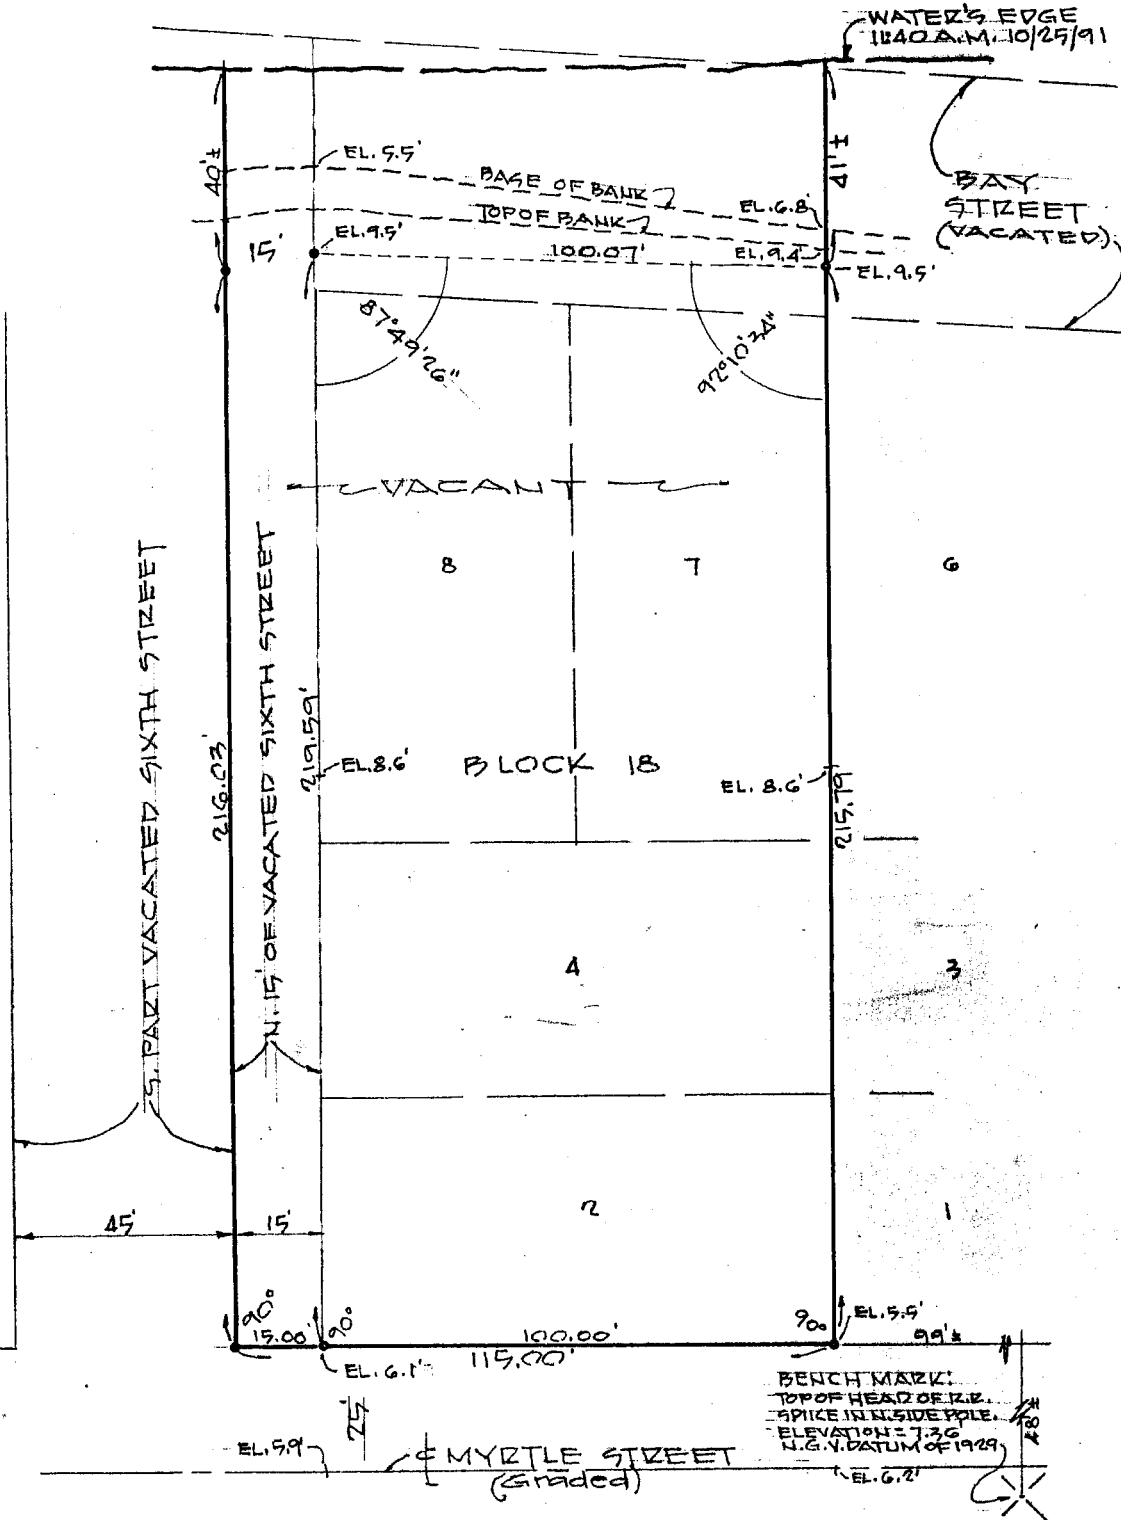 WATER'S EDGE
11:40 A.M. 10/25/91
40'±
EL. 5.5'
BASE OF BANK
41'±
BAY
STREET
(VACATED)
EL. 6.8'
TOP OF BANK
15'
EL. 9.5'
100.07'
EL. 9.4'
EL. 9.5'
87°49'26"
92°10'34"
VACANT
8
7
6
S. PART VACATED SIXTH STREET
N. 15' OF VACATED SIXTH STREET
216.03'
219.59'
EL. 8.6'
BLOCK 18
EL. 8.6'
215.79
4
3
2
1
45'
15'
90°
90°
90°
EL. 5.5'
15.00'
100.00'
99'±
115.00'
EL. 6.1'
BENCH MARK:
TOP OF HEAD OF R.R.
SPIKE IN N. SIDE POLE.
ELEVATION = 7.36
N.G.V. DATUM OF 1929
48'±
25'
EL. 5.9'
℄ MYRTLE STREET
(Graded)
EL. 6.2'